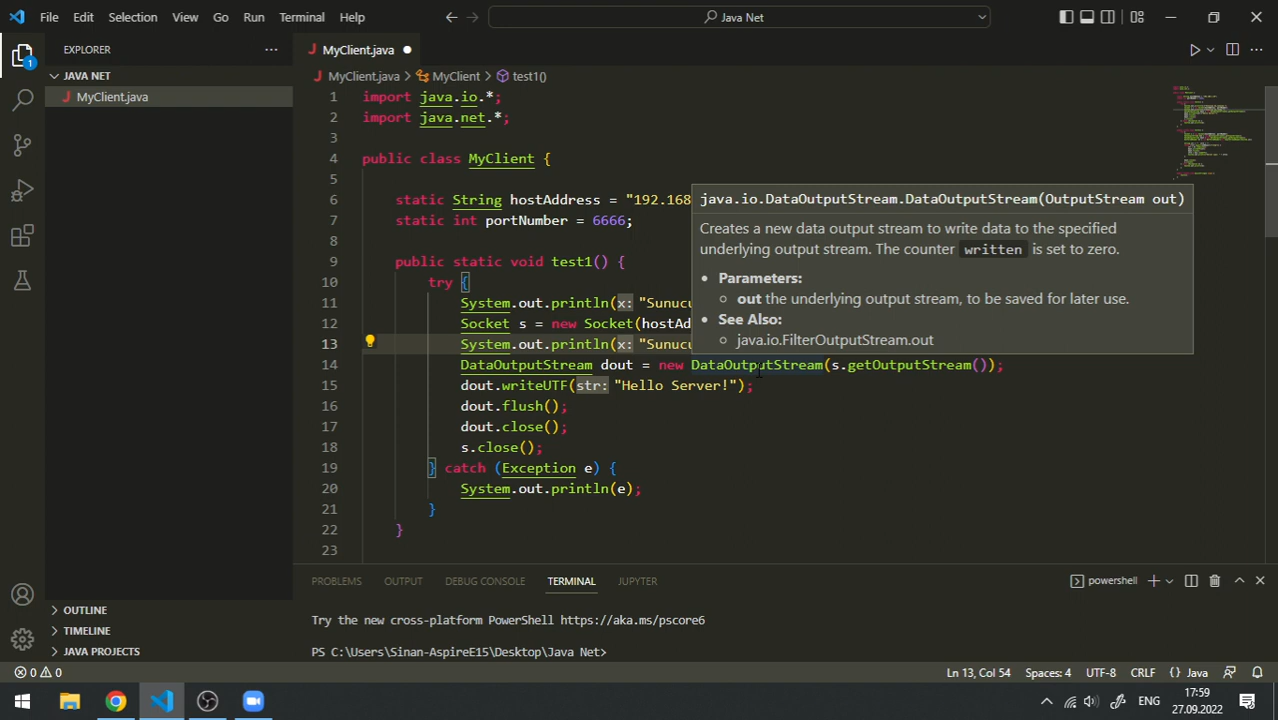 File Edit Selection View Go Run Terminal Help
Java Net
EXPLORER
MyClient.java
JAVA NET
MyClient.java
MyClient.java > MyClient > test1()
1 import java.io.*;
2 import java.net.*;
3
4 public class MyClient {
5
6 static String hostAddress = "192.168
7 static int portNumber = 6666;
8
9 public static void test1() {
10 try {
11 System.out.println(x: "Sunucu
12 Socket s = new Socket(hostAd
13 System.out.println(x: "Sunucu
14 DataOutputStream dout = new DataOutputStream(s.getOutputStream());
15 dout.writeUTF(str: "Hello Server!");
16 dout.flush();
17 dout.close();
18 s.close();
19 } catch (Exception e) {
20 System.out.println(e);
21 }
22 }
23
java.io.DataOutputStream.DataOutputStream(OutputStream out)
Creates a new data output stream to write data to the specified
underlying output stream. The counter written is set to zero.
• Parameters:
out the underlying output stream, to be saved for later use.
• See Also:
java.io.FilterOutputStream.out
1
PROBLEMS OUTPUT DEBUG CONSOLE TERMINAL JUPYTER
powershell
Try the new cross-platform PowerShell https://aka.ms/pscore6
PS C:\Users\Sinan-AspireE15\Desktop\Java Net>
OUTLINE
TIMELINE
JAVA PROJECTS
0 0
Ln 13, Col 54 Spaces: 4 UTF-8 CRLF {} Java
ENG
17:59
27.09.2022